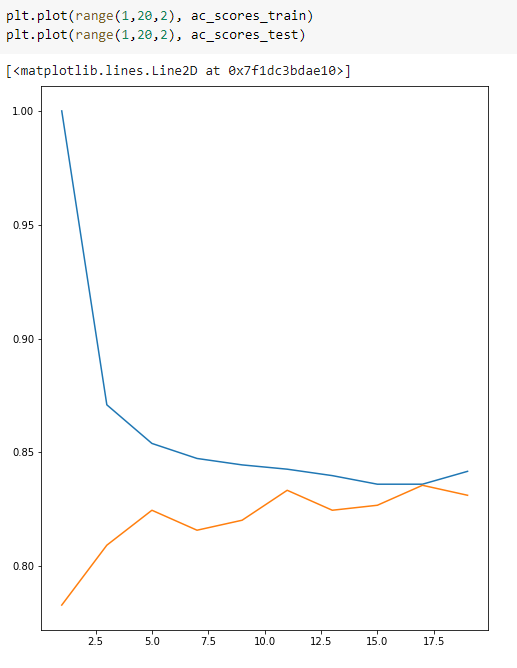 plt.plot(range(1,20,2), ac_scores_train)
plt.plot(range(1,20,2), ac_scores_test)
[<matplotlib.lines.Line2D at 0x7f1dc3bdae10>]
1.00
0.95
0.90
0.85
0.80
2.5 5.0 7.5 10.0 12.5 15.0 17.5